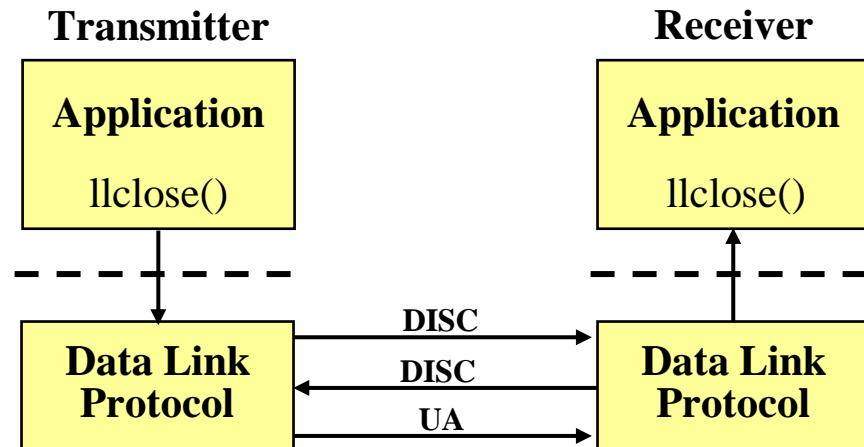 Transmitter
Receiver
Application
llclose()
Application
llclose()
DISC
DISC
UA
Data Link
Protocol
Data Link
Protocol